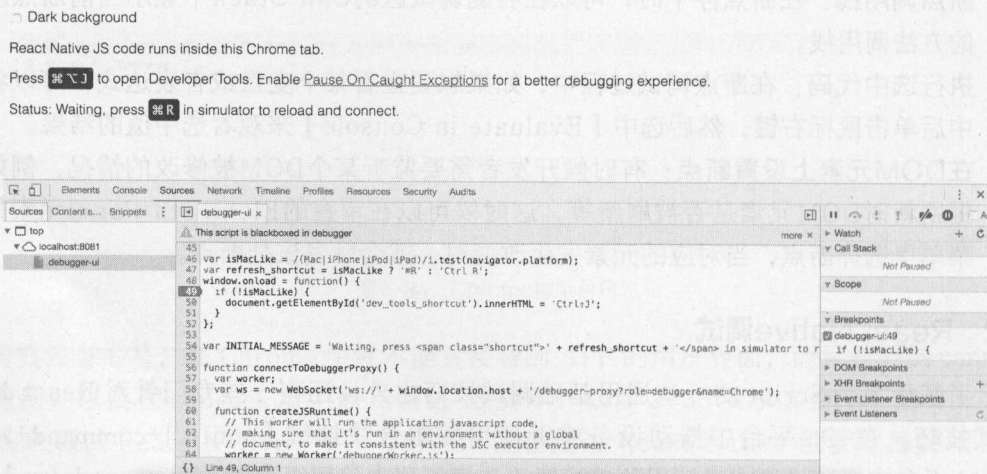 Dark background
React Native JS code runs inside this Chrome tab.
Press ⌘⌥J to open Developer Tools. Enable Pause On Caught Exceptions for a better debugging experience.
Status: Waiting, press ⌘R in simulator to reload and connect.
Elements Console Sources Network Timeline Profiles Resources Security Audits
Sources Content s... Snippets
debugger-ui ×
top
localhost:8081
debugger-ui
This script is blackboxed in debugger more ×
45
46 var isMacLike = /(Mac|iPhone|iPod|iPad)/i.test(navigator.platform);
47 var refresh_shortcut = isMacLike ? '⌘R' : 'Ctrl R';
48 window.onload = function() {
49 if (!isMacLike) {
50 document.getElementById('dev_tools_shortcut').innerHTML = 'Ctrl⇧J';
51 }
52 };
53
54 var INITIAL_MESSAGE = 'Waiting, press <span class="shortcut">' + refresh_shortcut + '</span> in simulator to r
55
56 function connectToDebuggerProxy() {
57 var worker;
58 var ws = new WebSocket('ws://' + window.location.host + '/debugger-proxy?role=debugger&name=Chrome');
59
60 function createJSRuntime() {
61 // This worker will run the application javascript code,
62 // making sure that it's run in an environment without a global
63 // document, to make it consistent with the JSC executor environment.
64 worker = new Worker('debuggerWorker.js');
{} Line 49, Column 1
Watch
Call Stack
Not Paused
Scope
Not Paused
Breakpoints
debugger-ui:49
if (!isMacLike) {
DOM Breakpoints
XHR Breakpoints
Event Listener Breakpoints
Event Listeners